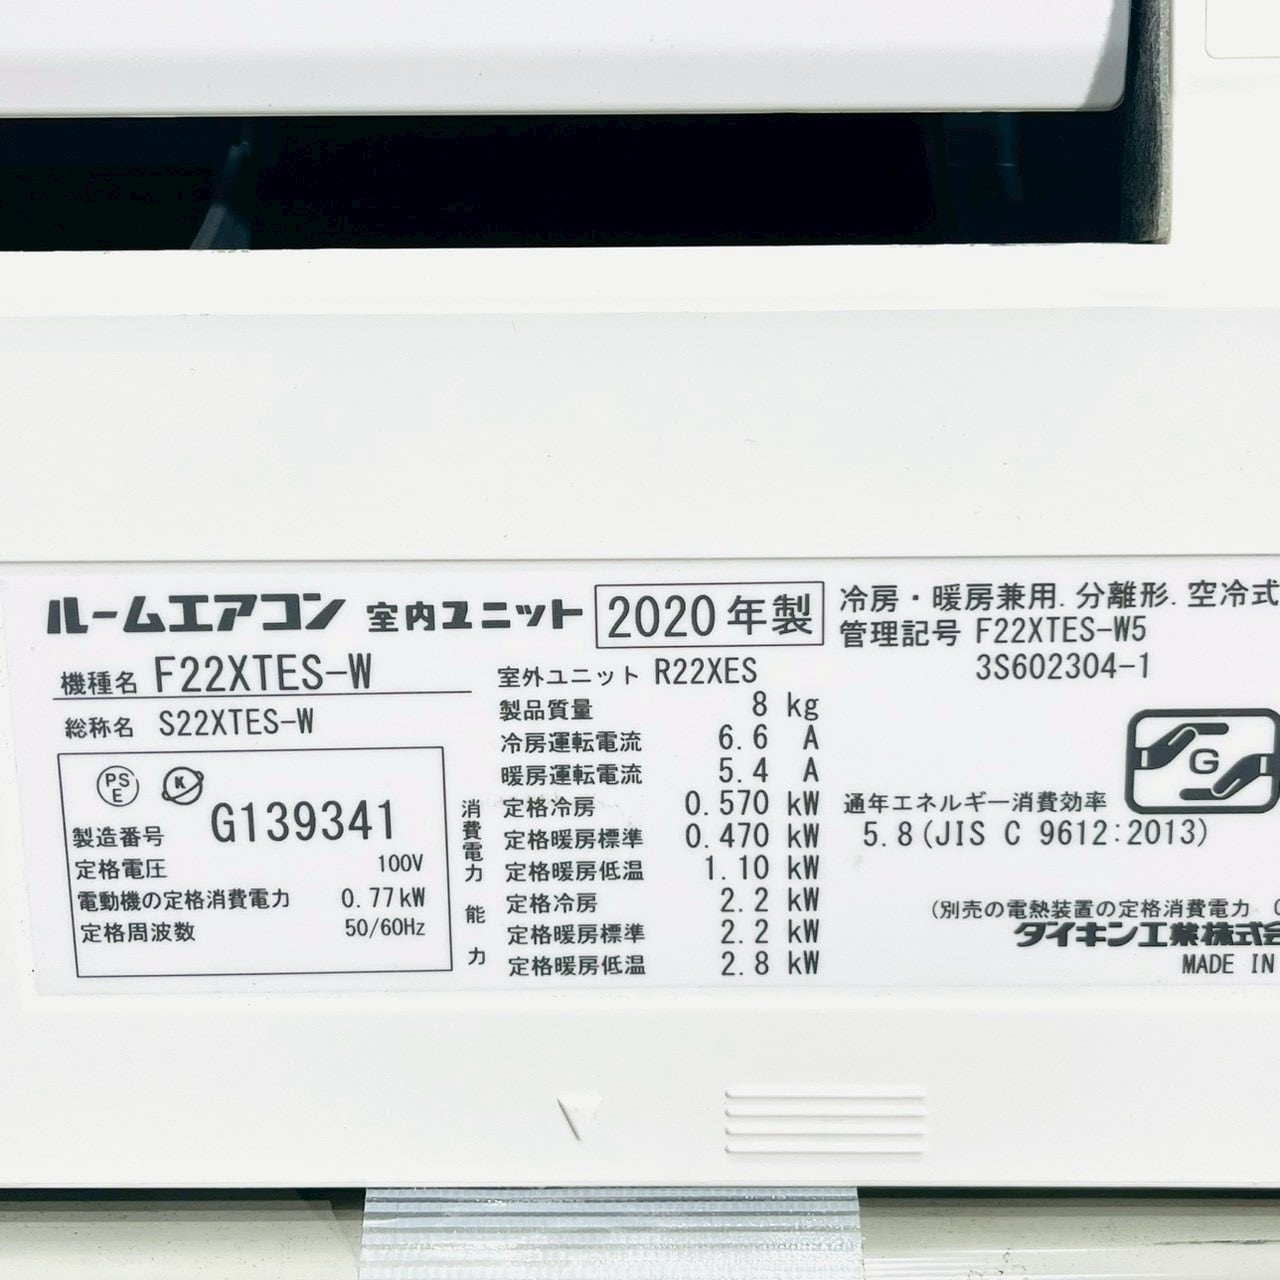 ルームエアコン 室内ユニット 2020年製
機種名 F22XTES-W
総称名 S22XTES-W
PS
E
K
製造番号 G139341
定格電圧 100V
電動機の定格消費電力 0.77kW
定格周波数 50/60Hz
室外ユニット R22XES
製品質量 8 kg
冷房運転電流 6.6 A
暖房運転電流 5.4 A
消費電力
定格冷房 0.570 kW
定格暖房標準 0.470 kW
定格暖房低温 1.10 kW
能力
定格冷房 2.2 kW
定格暖房標準 2.2 kW
定格暖房低温 2.8 kW
冷房・暖房兼用.分離形.空冷式
管理記号 F22XTES-W5
3S602304-1
G
通年エネルギー消費効率
5.8(JIS C 9612:2013)
(別売の電熱装置の定格消費電力
ダイキン工業株式会
MADE IN